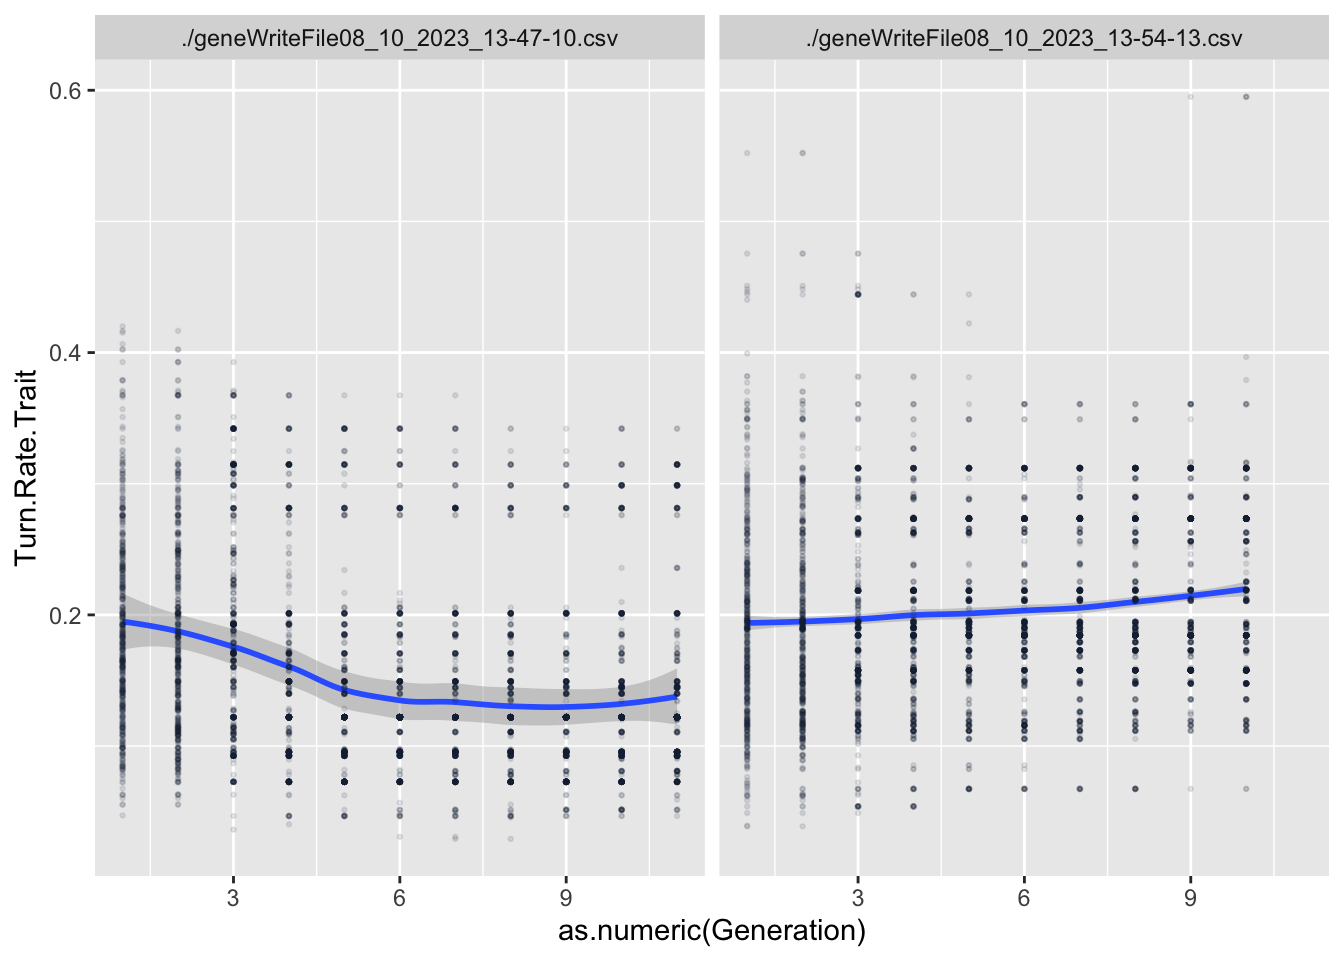 ./geneWriteFile08_10_2023_13-47-10.csv
./geneWriteFile08_10_2023_13-54-13.csv
0.6
0.4
0.2
Turn.Rate.Trait
3 6 9
3 6 9
as.numeric(Generation)